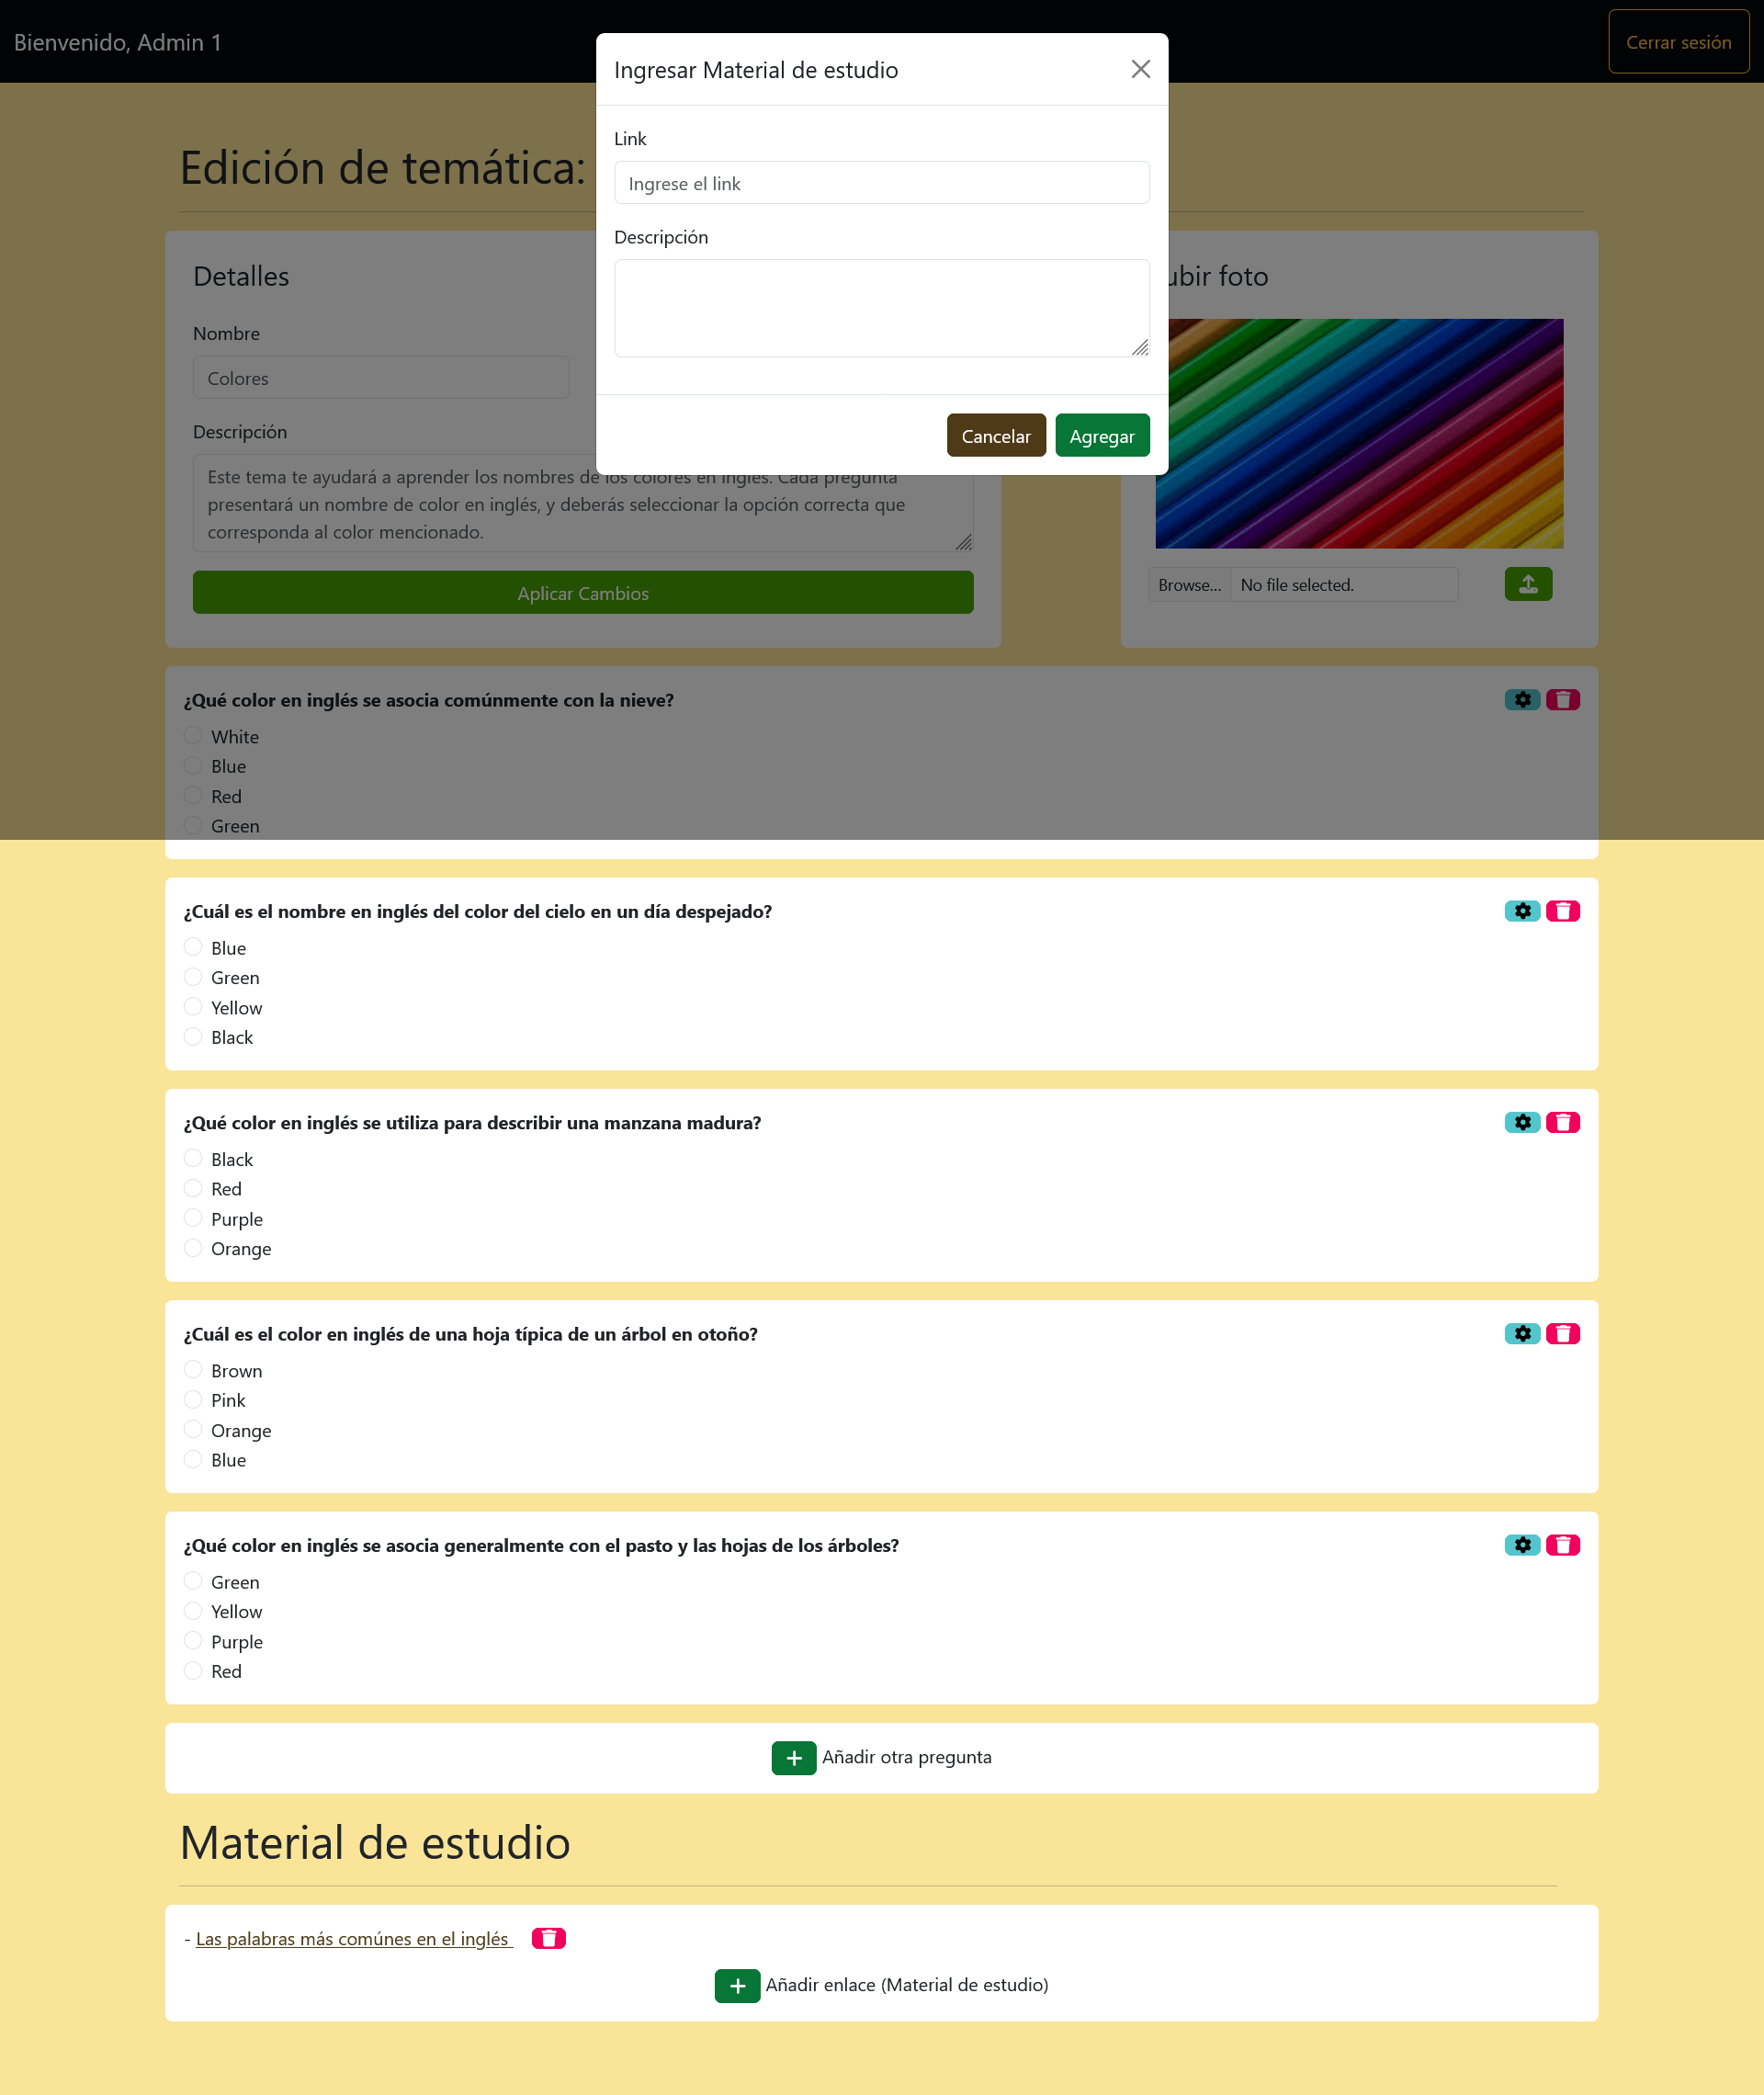 Bienvenido, Admin 1
Cerrar sesión
Ingresar Material de estudio
Link
Ingrese el link
Descripción
Cancelar
Agregar
Edición de temática:
Detalles
Nombre
Colores
Descripción
Este tema te ayudará a aprender los nombres de los colores en inglés. Cada pregunta
presentará un nombre de color en inglés, y deberás seleccionar la opción correcta que
corresponda al color mencionado.
Aplicar Cambios
ubir foto
Browse... No file selected.
¿Qué color en inglés se asocia comúnmente con la nieve?
White
Blue
Red
Green
¿Cuál es el nombre en inglés del color del cielo en un día despejado?
Blue
Green
Yellow
Black
¿Qué color en inglés se utiliza para describir una manzana madura?
Black
Red
Purple
Orange
¿Cuál es el color en inglés de una hoja típica de un árbol en otoño?
Brown
Pink
Orange
Blue
¿Qué color en inglés se asocia generalmente con el pasto y las hojas de los árboles?
Green
Yellow
Purple
Red
Añadir otra pregunta
Material de estudio
- Las palabras más comúnes en el inglés
Añadir enlace (Material de estudio)